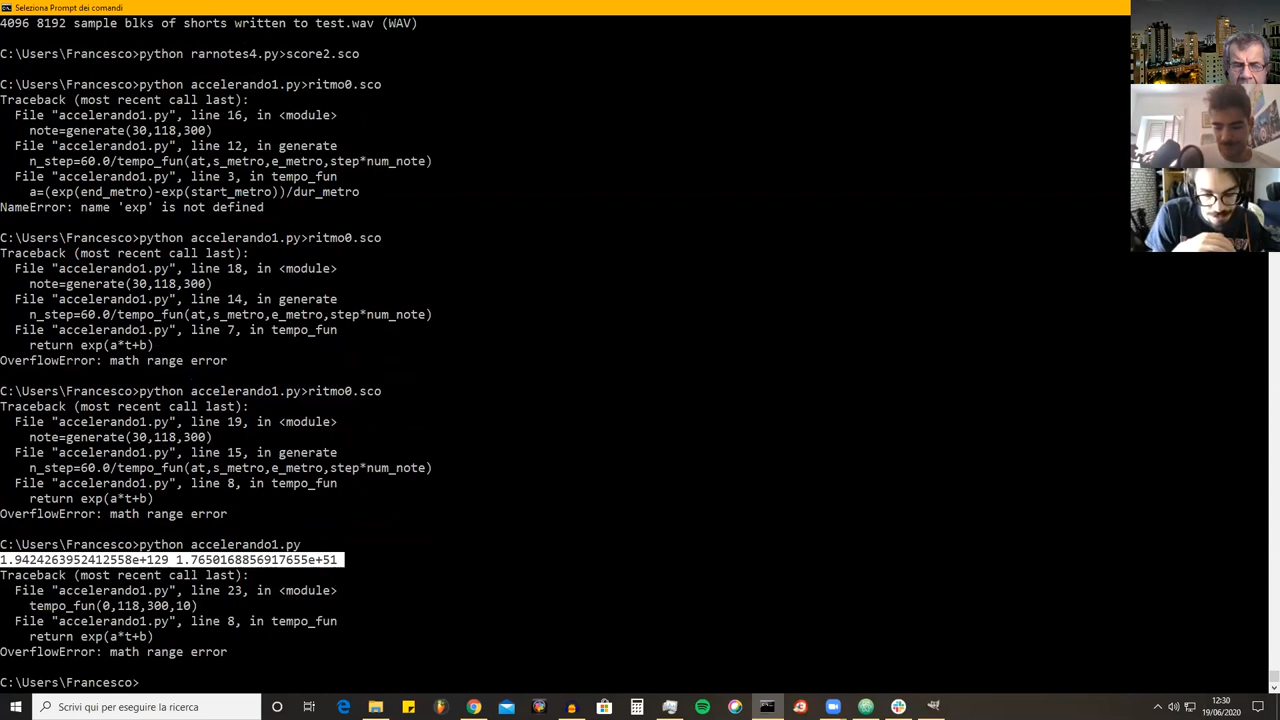 Seleziona Prompt dei comandi
4096 8192 sample blks of shorts written to test.wav (WAV)
C:\Users\Francesco>python rarnotes4.py>score2.sco
C:\Users\Francesco>python accelerando1.py>ritmo0.sco
Traceback (most recent call last):
File "accelerando1.py", line 16, in <module>
note=generate(30,118,300)
File "accelerando1.py", line 12, in generate
n_step=60.0/tempo_fun(at,s_metro,e_metro,step*num_note)
File "accelerando1.py", line 3, in tempo_fun
a=(exp(end_metro)-exp(start_metro))/dur_metro
NameError: name 'exp' is not defined
C:\Users\Francesco>python accelerando1.py>ritmo0.sco
Traceback (most recent call last):
File "accelerando1.py", line 18, in <module>
note=generate(30,118,300)
File "accelerando1.py", line 14, in generate
n_step=60.0/tempo_fun(at,s_metro,e_metro,step*num_note)
File "accelerando1.py", line 7, in tempo_fun
return exp(a*t+b)
OverflowError: math range error
C:\Users\Francesco>python accelerando1.py>ritmo0.sco
Traceback (most recent call last):
File "accelerando1.py", line 19, in <module>
note=generate(30,118,300)
File "accelerando1.py", line 15, in generate
n_step=60.0/tempo_fun(at,s_metro,e_metro,step*num_note)
File "accelerando1.py", line 8, in tempo_fun
return exp(a*t+b)
OverflowError: math range error
C:\Users\Francesco>python accelerando1.py
1.9424263952412558e+129 1.7650168856917655e+51
Traceback (most recent call last):
File "accelerando1.py", line 23, in <module>
tempo_fun(0,118,300,10)
File "accelerando1.py", line 8, in tempo_fun
return exp(a*t+b)
OverflowError: math range error
C:\Users\Francesco>
Scrivi qui per eseguire la ricerca
12:30
19/06/2020